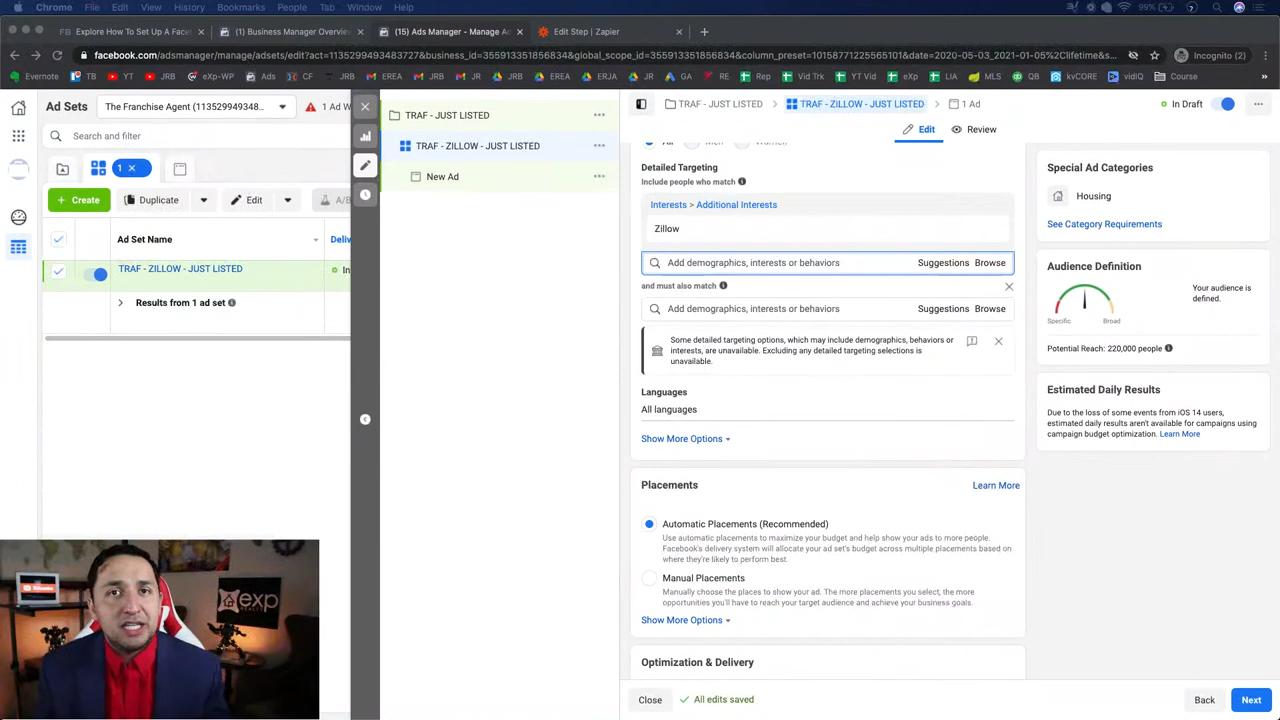 Chrome File Edit View History Bookmarks People Tab Window Help 99%
Explore How To Set Up A Facet
(1) Business Manager Overview
(15) Ads Manager - Manage Ad
Edit Step | Zapier
facebook.com/adsmanager/manage/adsets/edit?act=1135299493483727&business_id=355913351834680&global_scope_id=355913351834680&column_preset=10158771225565101&date=2020-05-03_2021-01-05%2Clifetime&s...
Incognito (2)
Evernote TB YT CF eXp-WP Ads CF JRB EREA JRB JR JRB EREA ERJA JR GA RE Rep Vid Trk YT Vid eXp LIA MLS QB kvCORE vidIQ Course
Ad Sets
The Franchise Agent (113529949348...
1 Ad W
Search and filter
1
Create
Duplicate
Edit
A/B
Ad Set Name
Deliv
TRAF - ZILLOW - JUST LISTED
In
Results from 1 ad set
TRAF - JUST LISTED
TRAF - ZILLOW - JUST LISTED
New Ad
TRAF - JUST LISTED
TRAF - ZILLOW - JUST LISTED
1 Ad
In Draft
Edit
Review
All Men Women
Detailed Targeting
Include people who match
Interests > Additional Interests
Zillow
Add demographics, interests or behaviors
Suggestions
Browse
and must also match
Add demographics, interests or behaviors
Suggestions
Browse
Some detailed targeting options, which may include demographics, behaviors or
interests, are unavailable. Excluding any detailed targeting selections is
unavailable.
Languages
All languages
Show More Options
Placements
Learn More
Automatic Placements (Recommended)
Use automatic placements to maximize your budget and help show your ads to more people.
Facebook's delivery system will allocate your ad set's budget across multiple placements based on
where they're likely to perform best.
Manual Placements
Manually choose the places to show your ad. The more placements you select, the more
opportunities you'll have to reach your target audience and achieve your business goals.
Show More Options
Optimization & Delivery
Close
All edits saved
Back
Next
Special Ad Categories
Housing
See Category Requirements
Audience Definition
Your audience is
defined.
Specific
Broad
Potential Reach: 220,000 people
Estimated Daily Results
Due to the loss of some events from iOS 14 users,
estimated daily results aren't available for campaigns using
campaign budget optimization. Learn More
exp
REALTY